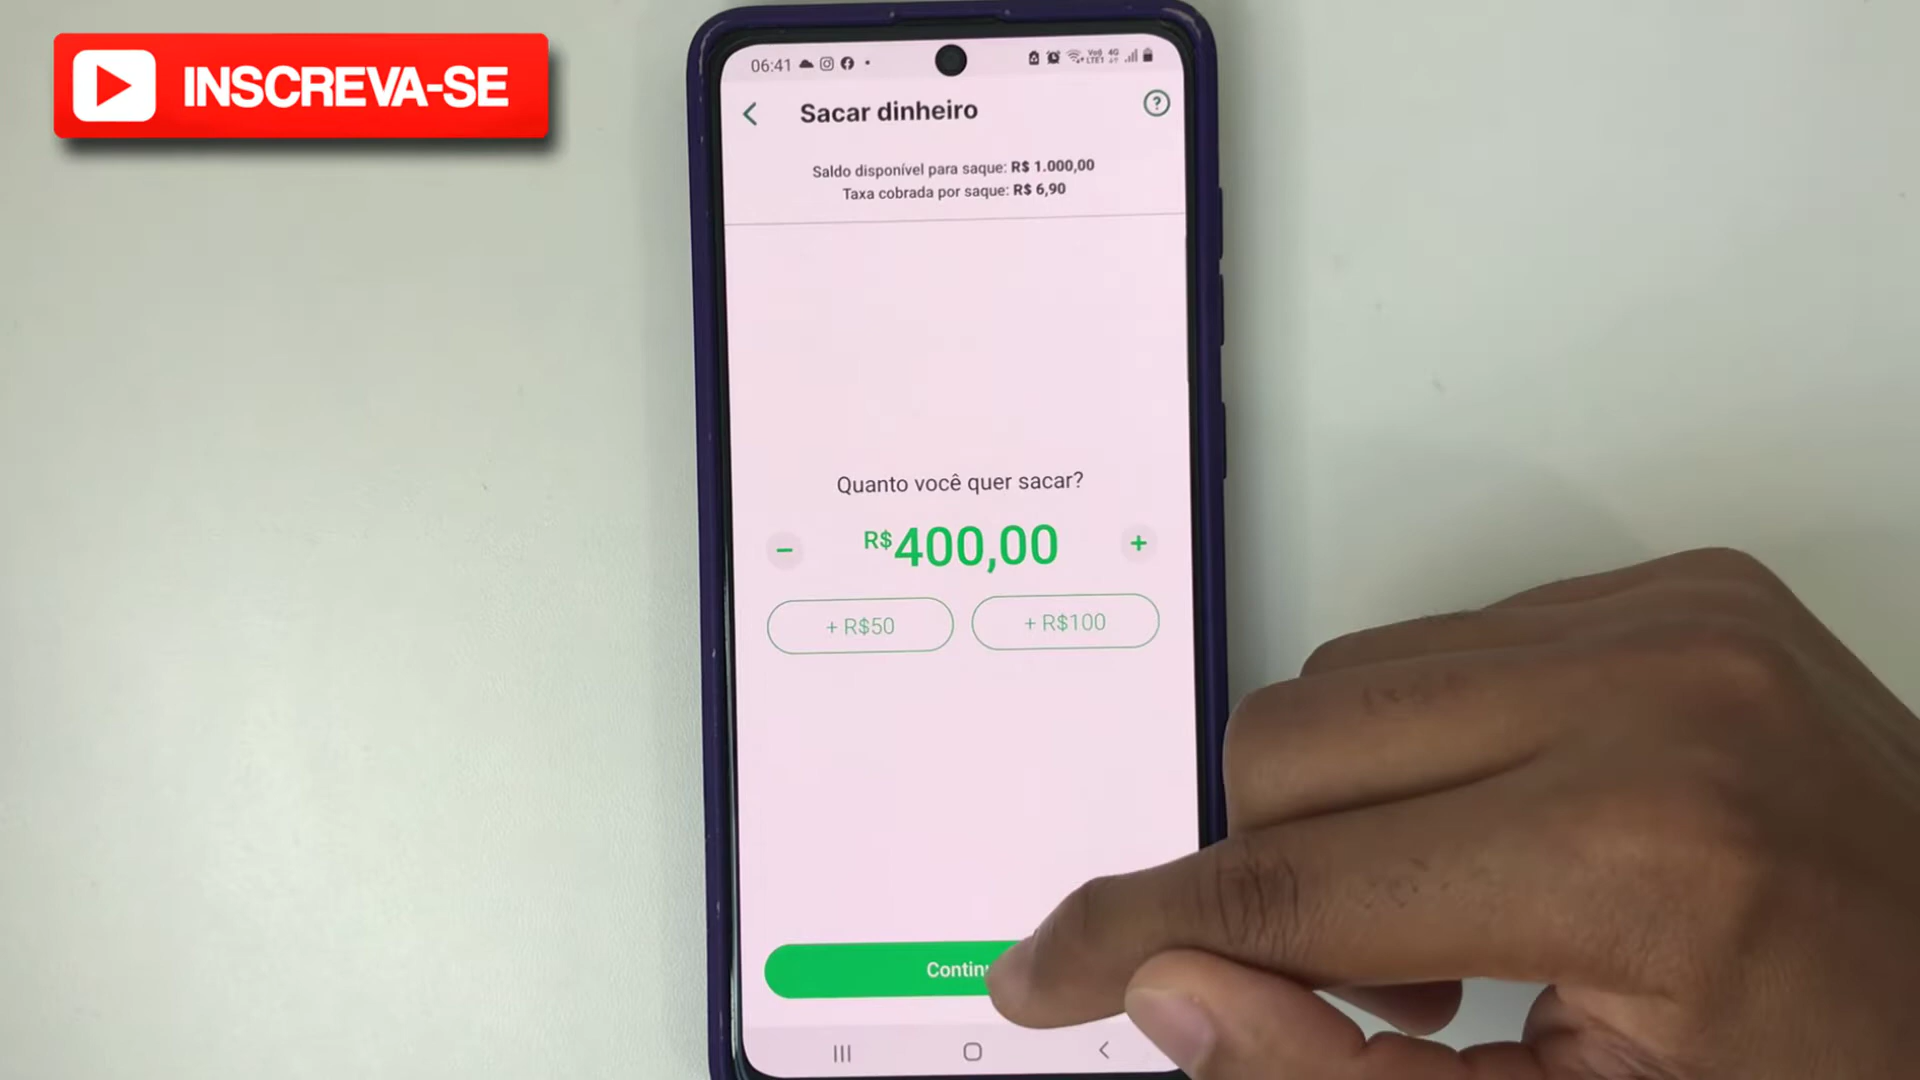 INSCREVA-SE
06:41
Sacar dinheiro
Saldo disponível para saque: R$ 1.000,00
Taxa cobrada por saque: R$ 6,90
Quanto você quer sacar?
R$400,00
+ R$50
+ R$100
Continu